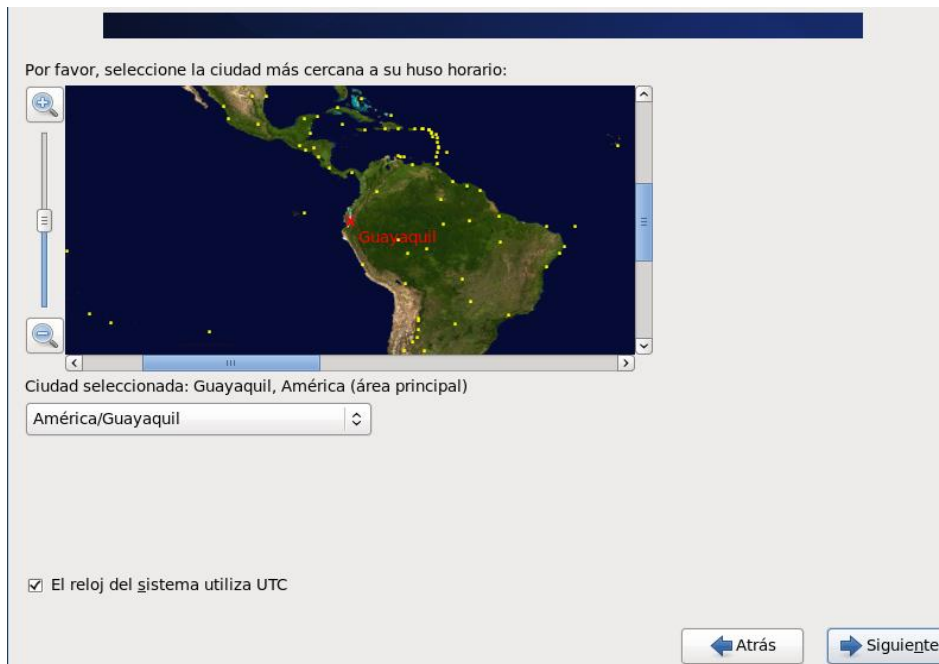 Por favor, seleccione la ciudad más cercana a su huso horario:
Guayaquil
Ciudad seleccionada: Guayaquil, América (área principal)
América/Guayaquil
El reloj del sistema utiliza UTC
Atrás
Siguiente